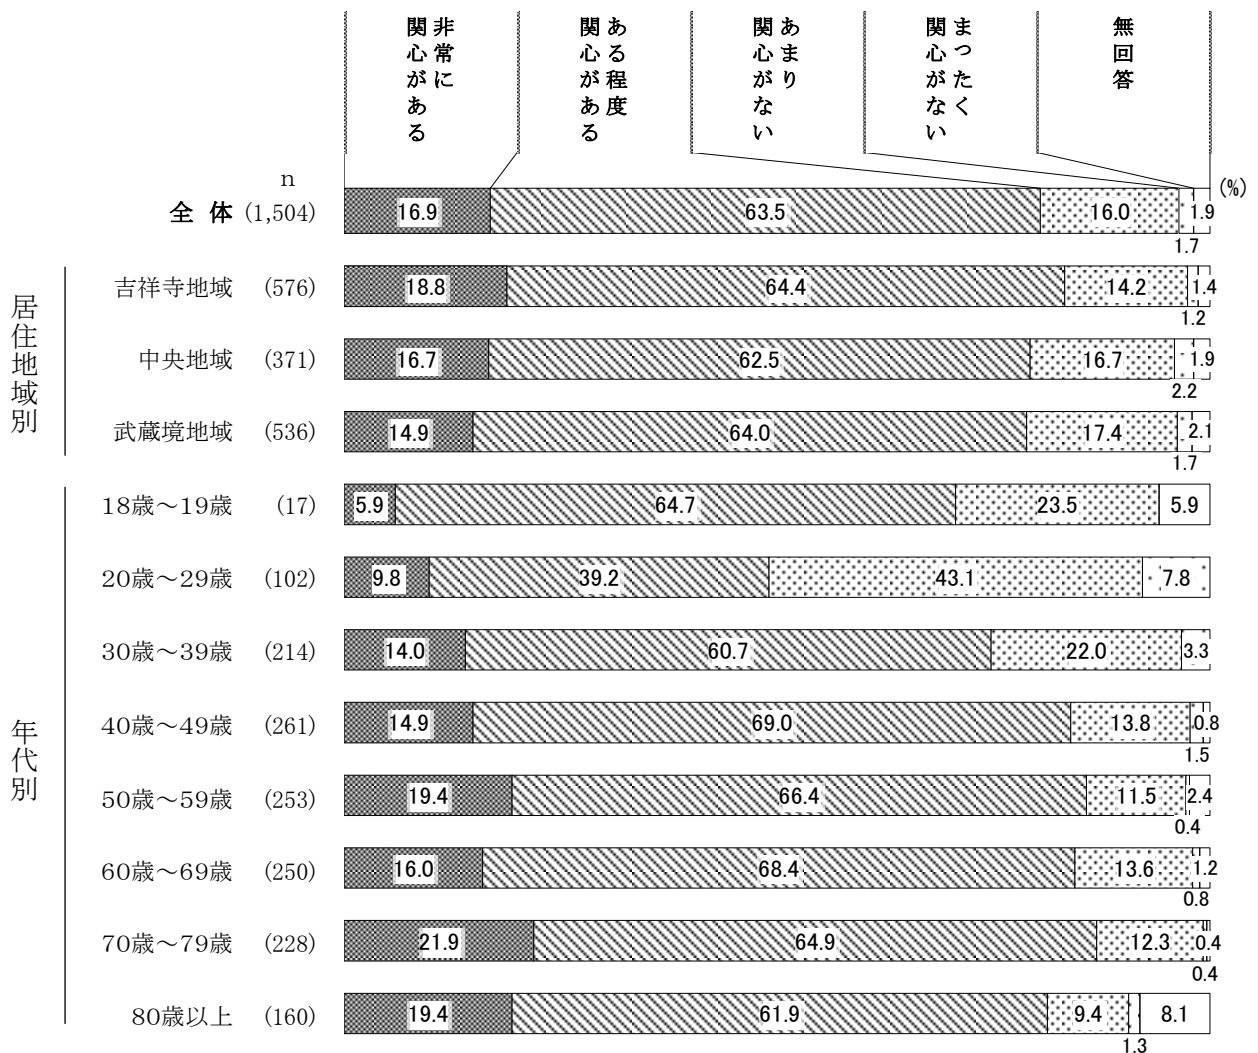 非常に
関心がある
ある程度
関心がある
あまり
関心がない
まったく
関心がない
無回答
n
(%)
全 体 (1,504) 16.9 63.5 16.0 1.7 1.9
居住地域別
吉祥寺地域 (576) 18.8 64.4 14.2 1.2 1.4
中央地域 (371) 16.7 62.5 16.7 2.2 1.9
武蔵境地域 (536) 14.9 64.0 17.4 1.7 2.1
年代別
18歳～19歳 (17) 5.9 64.7 23.5 5.9
20歳～29歳 (102) 9.8 39.2 43.1 7.8
30歳～39歳 (214) 14.0 60.7 22.0 3.3
40歳～49歳 (261) 14.9 69.0 13.8 1.5 0.8
50歳～59歳 (253) 19.4 66.4 11.5 0.4 2.4
60歳～69歳 (250) 16.0 68.4 13.6 0.8 1.2
70歳～79歳 (228) 21.9 64.9 12.3 0.4 0.4
80歳以上 (160) 19.4 61.9 9.4 1.3 8.1